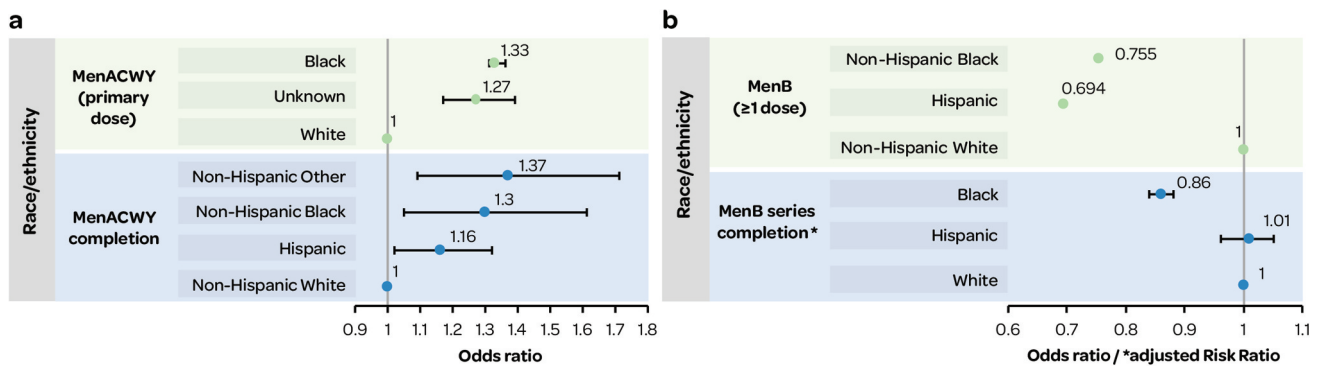 a
Race/ethnicity
MenACWY
(primary
dose)
Black
1.33
Unknown
1.27
White
1
MenACWY
completion
Non-Hispanic Other
1.37
Non-Hispanic Black
1.3
Hispanic
1.16
Non-Hispanic White
1
0.9 1 1.1 1.2 1.3 1.4 1.5 1.6 1.7 1.8
Odds ratio
b
Race/ethnicity
MenB
(≥1 dose)
Non-Hispanic Black
0.755
Hispanic
0.694
Non-Hispanic White
1
MenB series
completion*
Black
0.86
Hispanic
1.01
White
1
0.6 0.7 0.8 0.9 1 1.1
Odds ratio / *adjusted Risk Ratio